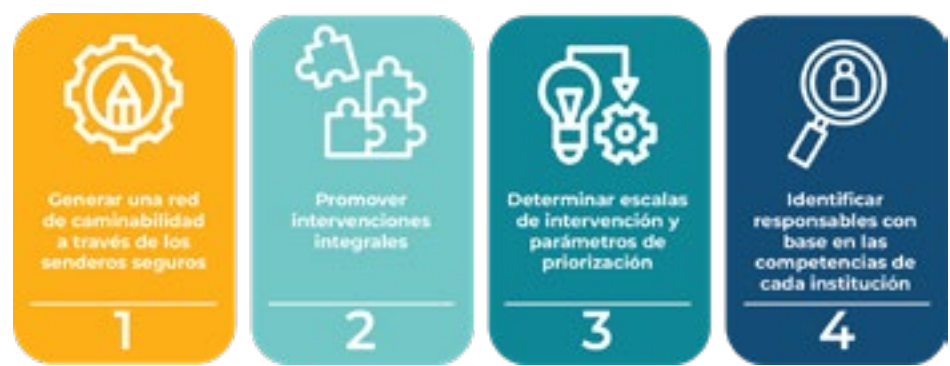 Generar una red
de caminabilidad
a través de los
senderos seguros
1
Promover
intervenciones
integrales
2
Determinar escalas
de intervención y
parámetros de
priorización
3
Identificar
responsables con
base en las
competencias de
cada institución
4